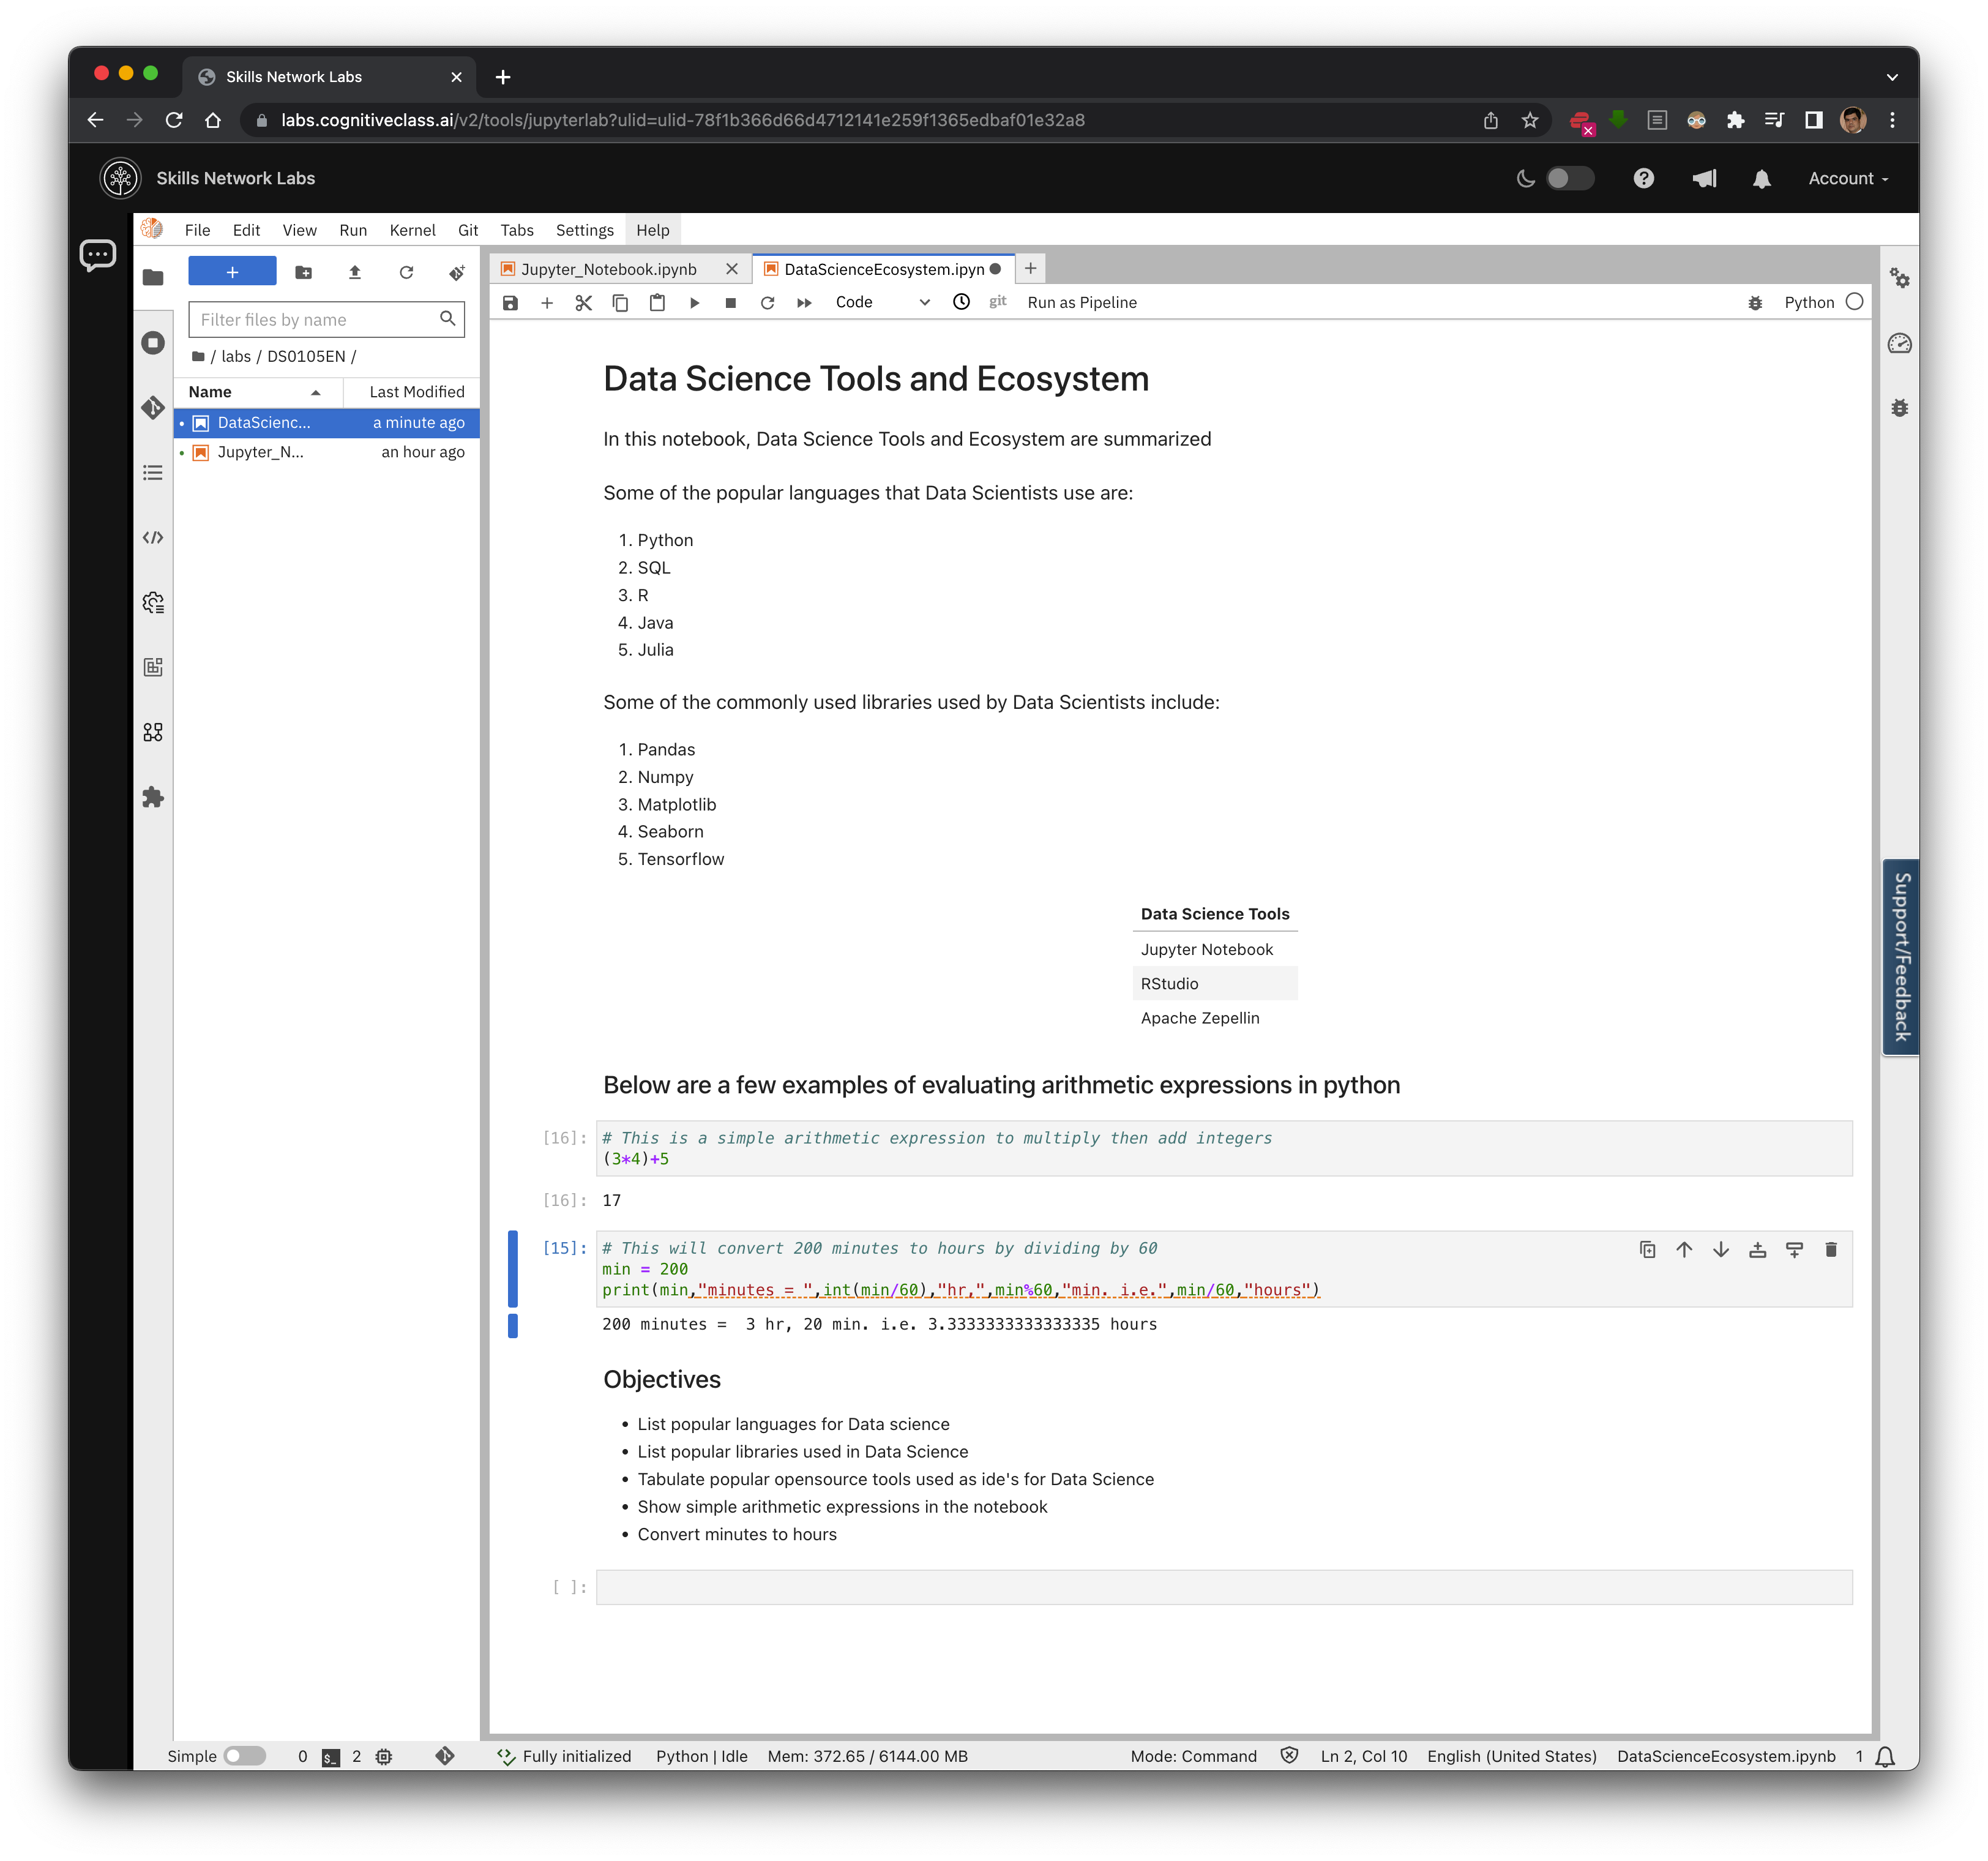 Skills Network Labs
labs.cognitiveclass.ai/v2/tools/jupyterlab?ulid=ulid-78f1b366d66d4712141e259f1365edbaf01e32a8
Skills Network Labs
Account
File Edit View Run Kernel Git Tabs Settings Help
Jupyter_Notebook.ipynb
DataScienceEcosystem.ipyn
Code
git
Run as Pipeline
Python
Filter files by name
/ labs / DS0105EN /
Name Last Modified
DataScienc... a minute ago
Jupyter_N... an hour ago
Data Science Tools and Ecosystem
In this notebook, Data Science Tools and Ecosystem are summarized
Some of the popular languages that Data Scientists use are:
1. Python
2. SQL
3. R
4. Java
5. Julia
Some of the commonly used libraries used by Data Scientists include:
1. Pandas
2. Numpy
3. Matplotlib
4. Seaborn
5. Tensorflow
Data Science Tools
Jupyter Notebook
RStudio
Apache Zepellin
Below are a few examples of evaluating arithmetic expressions in python
[16]: # This is a simple arithmetic expression to multiply then add integers
(3*4)+5
[16]: 17
[15]: # This will convert 200 minutes to hours by dividing by 60
min = 200
print(min,"minutes = ",int(min/60),"hr,",min%60,"min. i.e.",min/60,"hours")
200 minutes =  3 hr, 20 min. i.e. 3.3333333333333335 hours
Objectives
• List popular languages for Data science
• List popular libraries used in Data Science
• Tabulate popular opensource tools used as ide's for Data Science
• Show simple arithmetic expressions in the notebook
• Convert minutes to hours
[ ]:
Support/Feedback
Simple 0 $_ 2 Fully initialized Python | Idle Mem: 372.65 / 6144.00 MB Mode: Command Ln 2, Col 10 English (United States) DataScienceEcosystem.ipynb 1